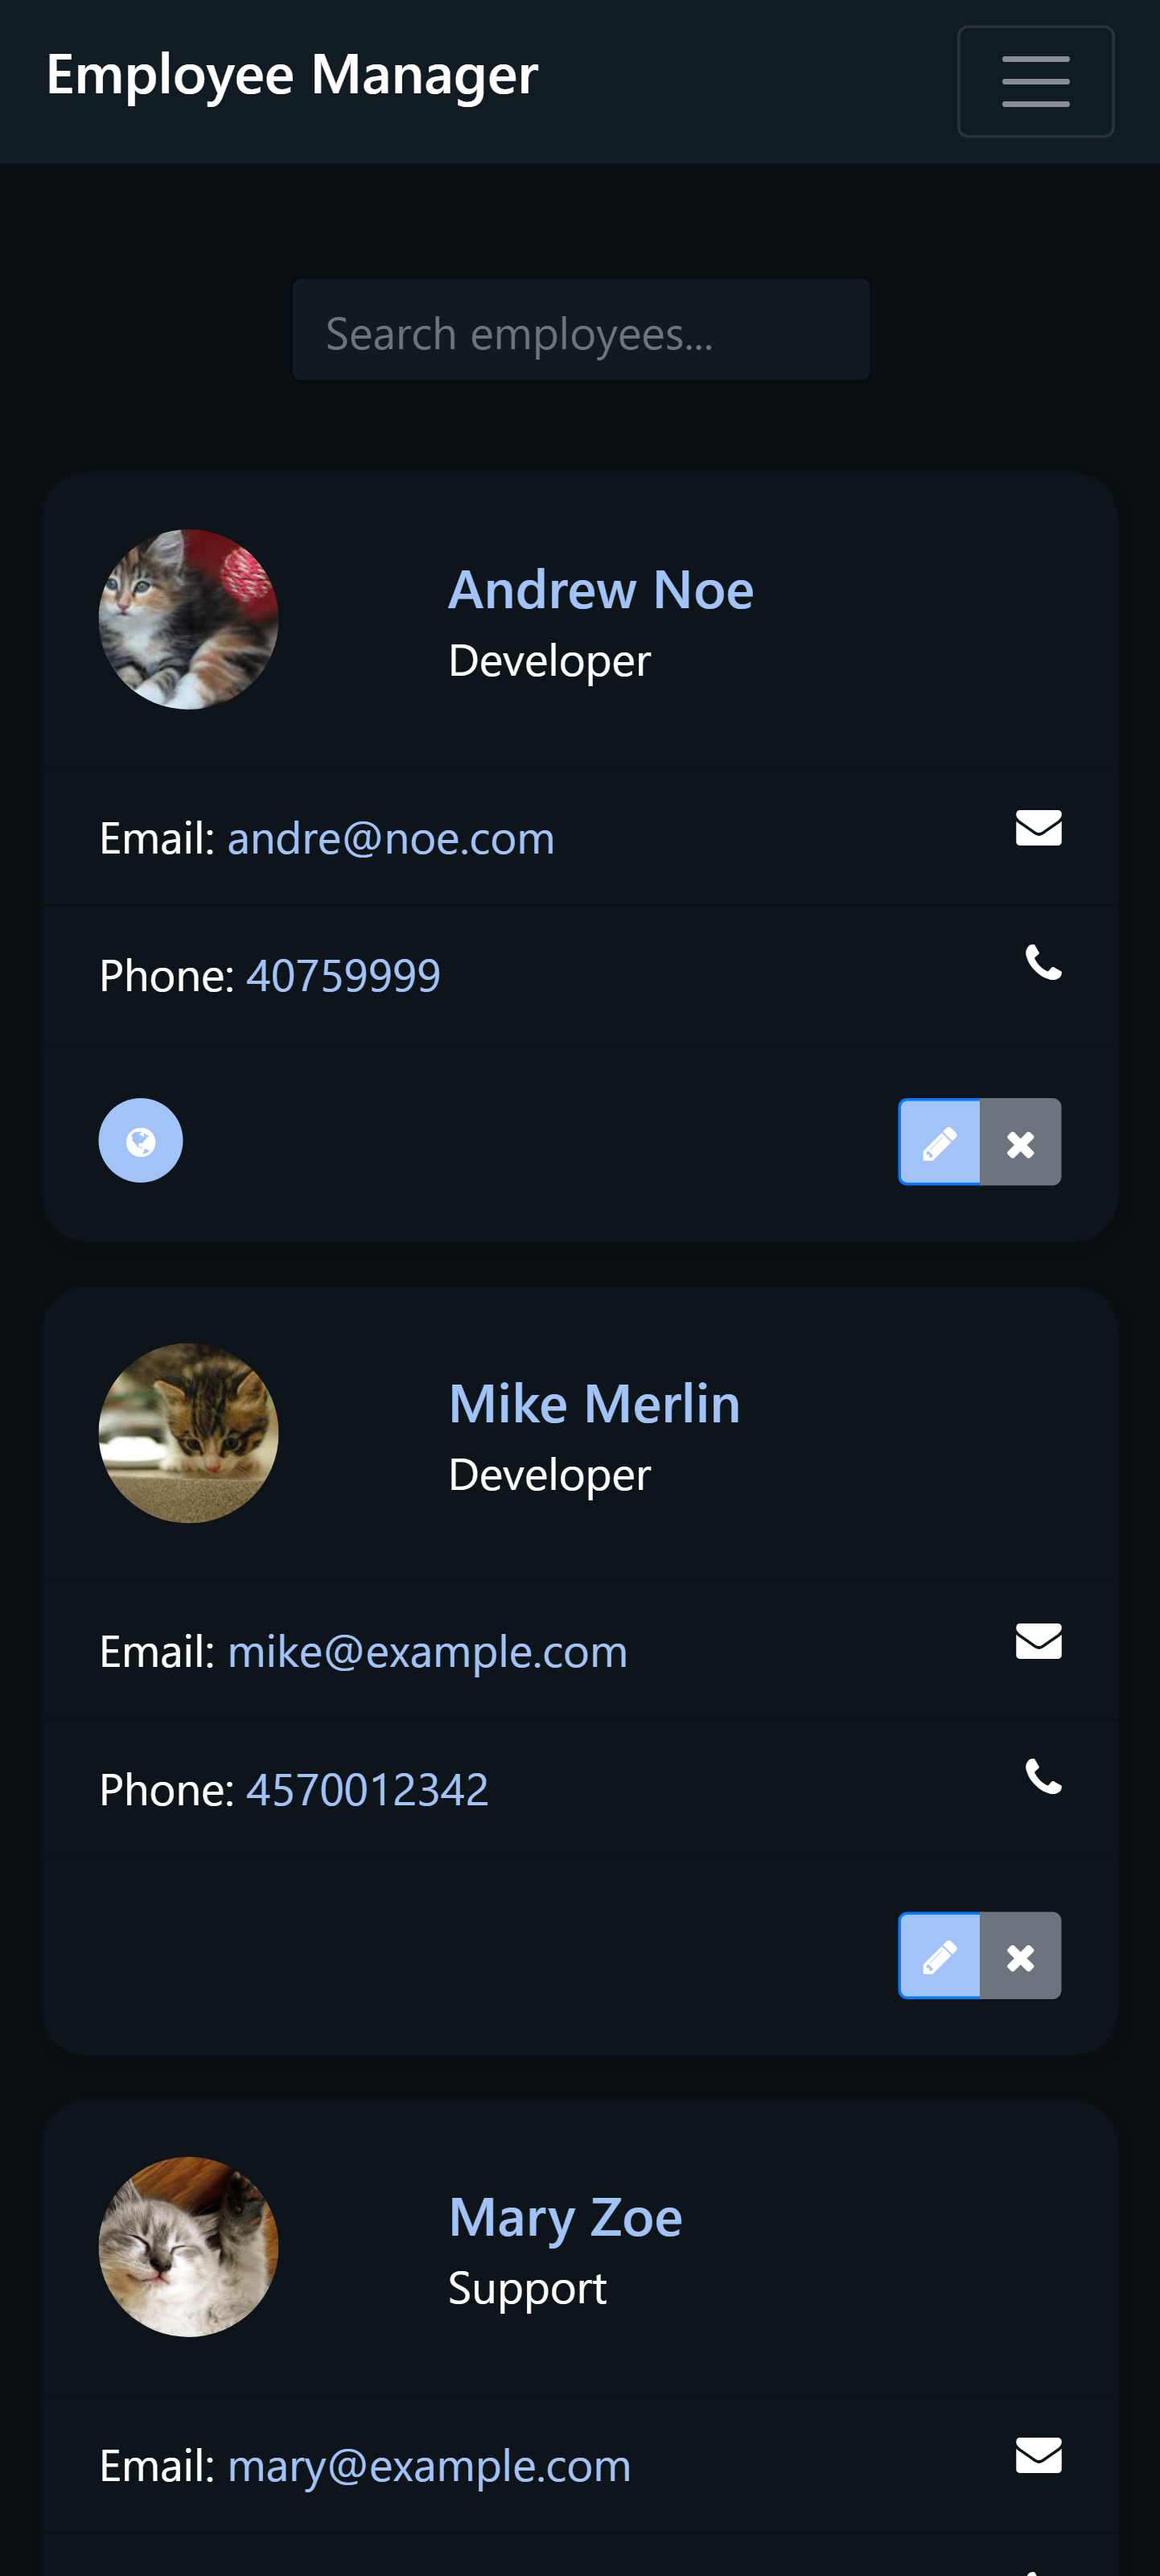 Employee Manager
Search employees...
Andrew Noe
Developer
Email: andre@noe.com
Phone: 40759999
Mike Merlin
Developer
Email: mike@example.com
Phone: 4570012342
Mary Zoe
Support
Email: mary@example.com